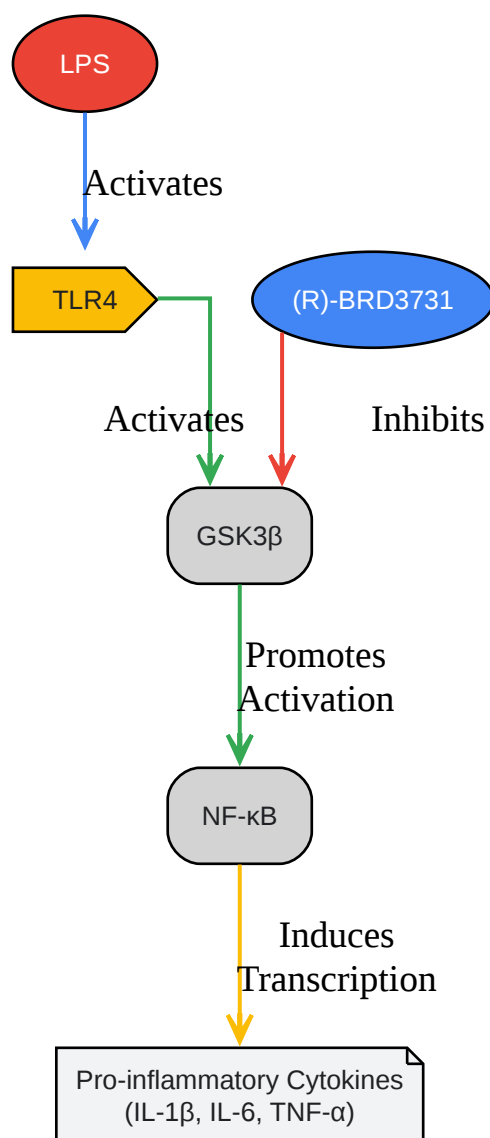 LPS
Activates
TLR4
(R)-BRD3731
Activates
Inhibits
GSK3β
Promotes
Activation
NF-κB
Induces
Transcription
Pro-inflammatory Cytokines
(IL-1β, IL-6, TNF-α)